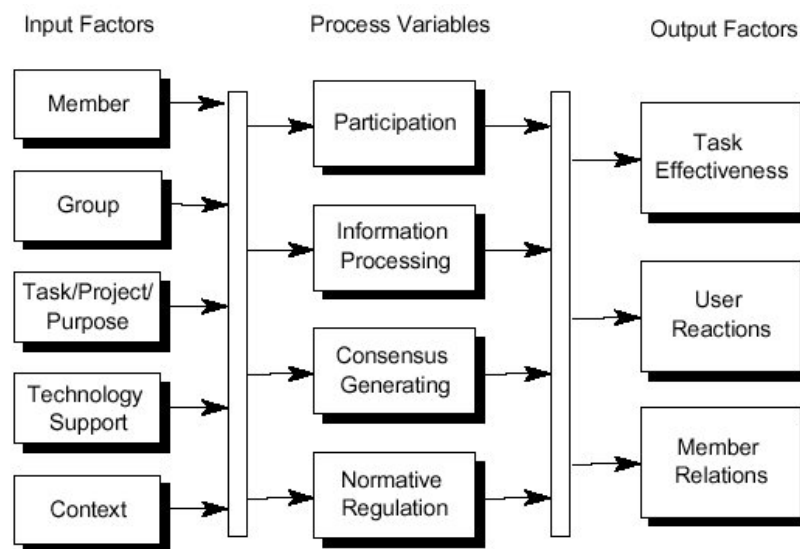 Input Factors
Process Variables
Output Factors
Member
Group
Task/Project/
Purpose
Technology
Support
Context
Participation
Information
Processing
Consensus
Generating
Normative
Regulation
Task
Effectiveness
User
Reactions
Member
Relations